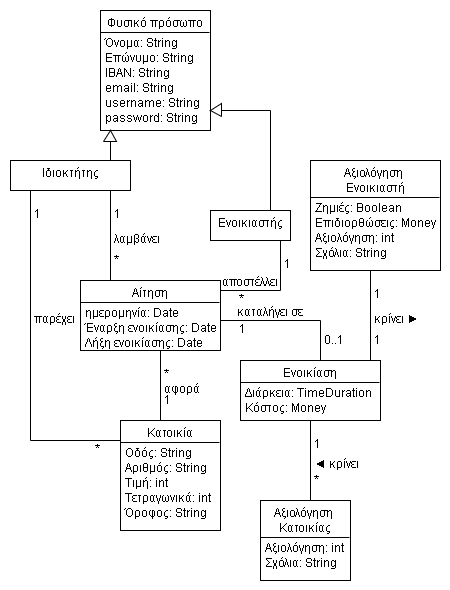 Φυσικό πρόσωπο
Όνομα: String
Επώνυμο: String
IBAN: String
email: String
username: String
password: String
Ιδιοκτήτης
Ενοικιαστής
Αξιολόγηση
Ενοικιαστή
Ζημιές: Boolean
Επιδιορθώσεις: Money
Αξιολόγηση: int
Σχόλια: String
1
1
λαμβάνει
*
1
αποστέλλει
*
Αίτηση
ημερομηνία: Date
Έναρξη ενοικίασης: Date
Λήξη ενοικίασης: Date
παρέχει
καταλήγει σε
1
0..1
1
κρίνει ►
1
Ενοικίαση
Διάρκεια: TimeDuration
Κόστος: Money
*
αφορά
1
*
Κατοικία
Οδός: String
Αριθμός: String
Τιμή: int
Τετραγωνικά: int
Όροφος: String
1
◄ κρίνει
*
Αξιολόγηση
Κατοικίας
Αξιολόγηση: int
Σχόλια: String